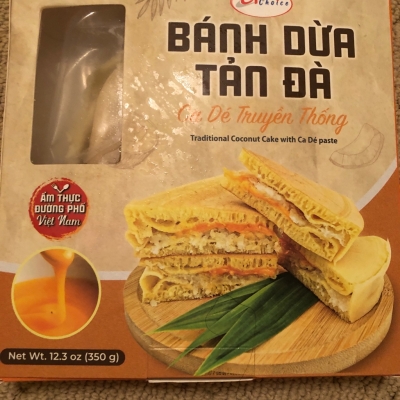 Choice
BÁNH DỪA
TẢN ĐÀ
Ca Dé Truyền Thống
Traditional Coconut Cake with Ca Dé paste
ẨM THỰC
ĐƯỜNG PHỐ
Việt Nam
Net Wt. 12.3 oz (350 g)